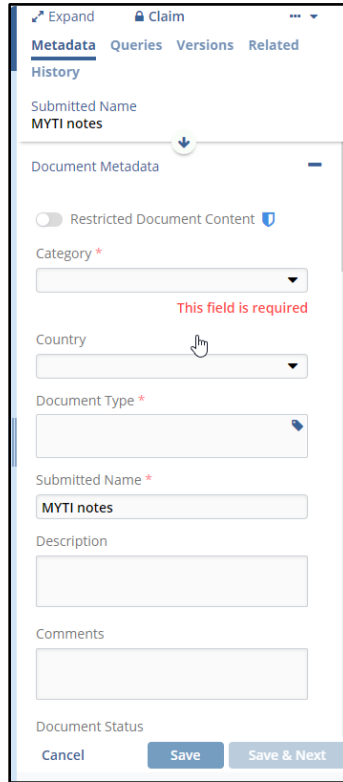 Expand Claim
Metadata Queries Versions Related
History
Submitted Name
MYTI notes
Document Metadata
Restricted Document Content
Category *
This field is required
Country
Document Type *
Submitted Name *
MYTI notes
Description
Comments
Document Status
Cancel Save Save & Next